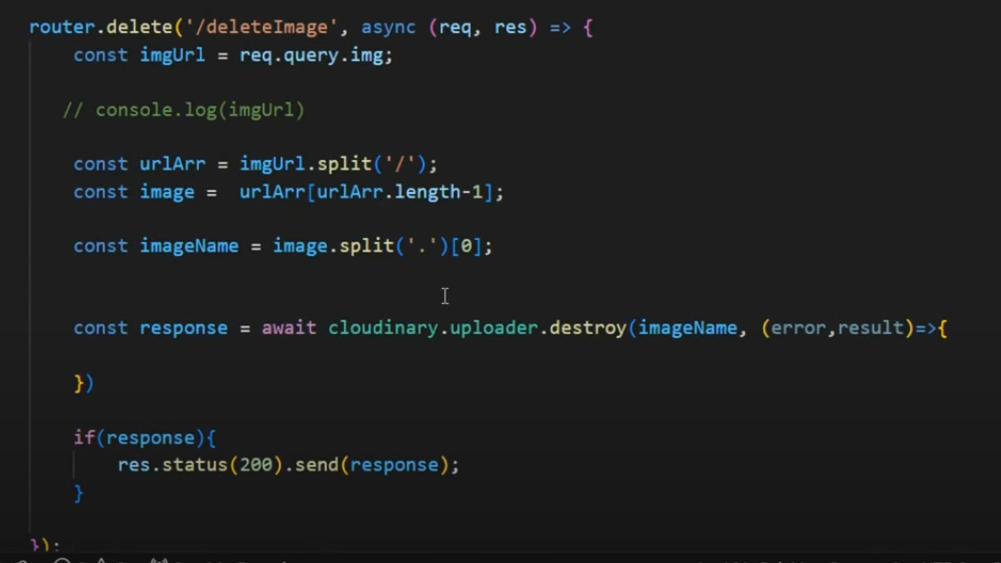 router.delete('/deleteImage', async (req, res) => {
const imgUrl = req.query.img;
// console.log(imgUrl)
const urlArr = imgUrl.split('/');
const image =  urlArr[urlArr.length-1];
const imageName = image.split('.')[0];
const response = await cloudinary.uploader.destroy(imageName, (error,result)=>{
})
if(response){
res.status(200).send(response);
}
});